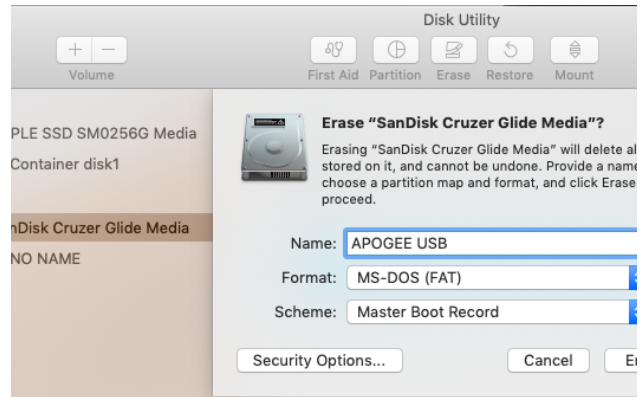 Disk Utility
Volume
First Aid Partition Erase Restore Mount
PLE SSD SM0256G Media
Container disk1
nDisk Cruzer Glide Media
NO NAME
Erase “SanDisk Cruzer Glide Media”?
Erasing “SanDisk Cruzer Glide Media” will delete al
stored on it, and cannot be undone. Provide a name
choose a partition map and format, and click Erase
proceed.
Name: APOGEE USB
Format: MS-DOS (FAT)
Scheme: Master Boot Record
Security Options... Cancel Er